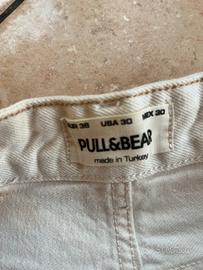 EUR 38 USA 30 MEX 30
PULL&BEAR
made in Turkey